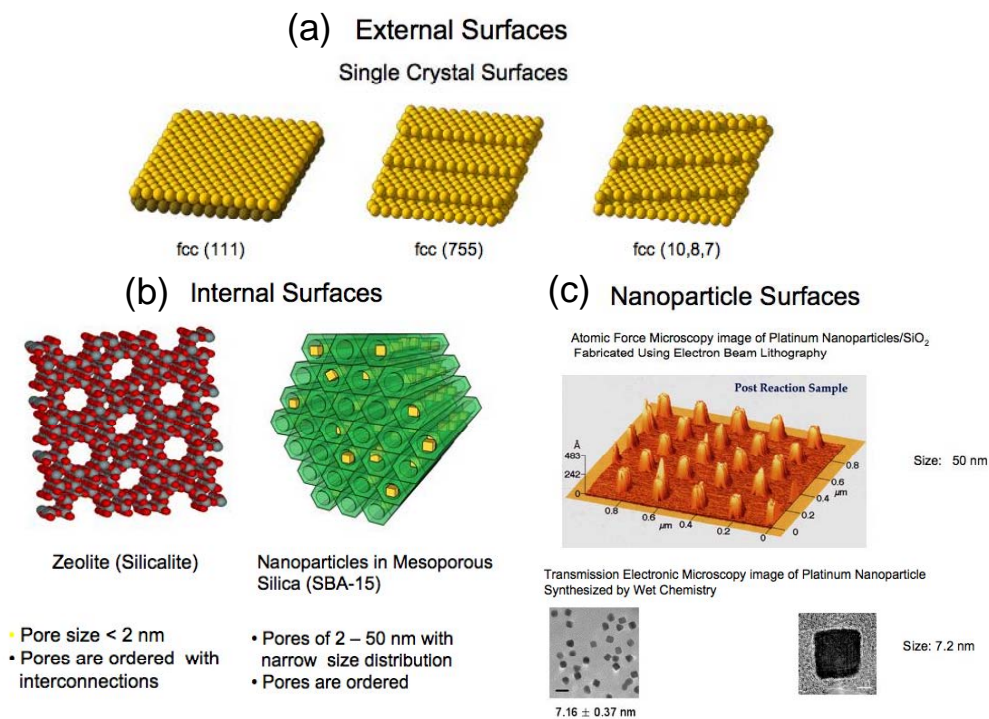 (a) External Surfaces
Single Crystal Surfaces
fcc (111)
fcc (755)
fcc (10,8,7)
(b) Internal Surfaces
Zeolite (Silicalite)
• Pore size < 2 nm
• Pores are ordered with
interconnections
Nanoparticles in Mesoporous
Silica (SBA-15)
• Pores of 2 – 50 nm with
narrow size distribution
• Pores are ordered
(c) Nanoparticle Surfaces
Atomic Force Microscopy image of Platinum Nanoparticles/SiO₂
Fabricated Using Electron Beam Lithography
Post Reaction Sample
Å
483
242
0
0.8
0.6
μm
0.4
0.2
0
0
0.2
0.4
μm
0.6
0.8
Size: 50 nm
Transmission Electronic Microscopy image of Platinum Nanoparticle
Synthesized by Wet Chemistry
7.16 ± 0.37 nm
Size: 7.2 nm